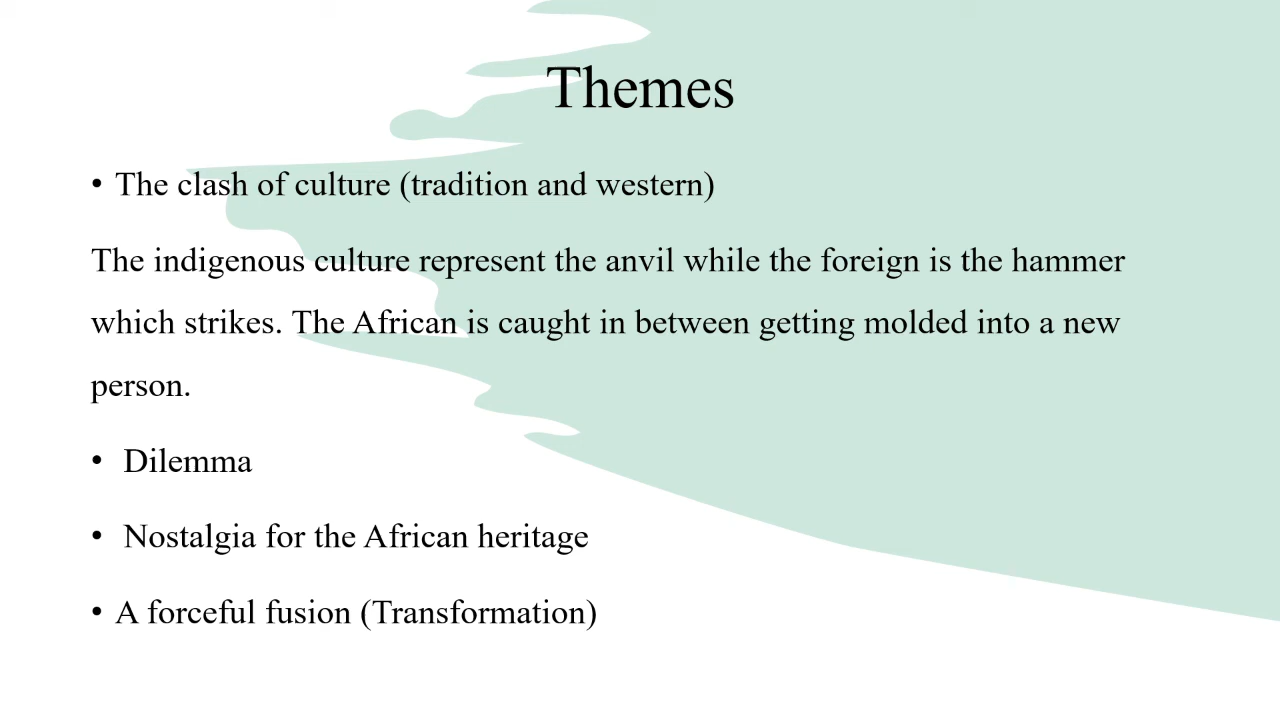 Themes
• The clash of culture (tradition and western)
The indigenous culture represent the anvil while the foreign is the hammer
which strikes. The African is caught in between getting molded into a new
person.
• Dilemma
• Nostalgia for the African heritage
• A forceful fusion (Transformation)